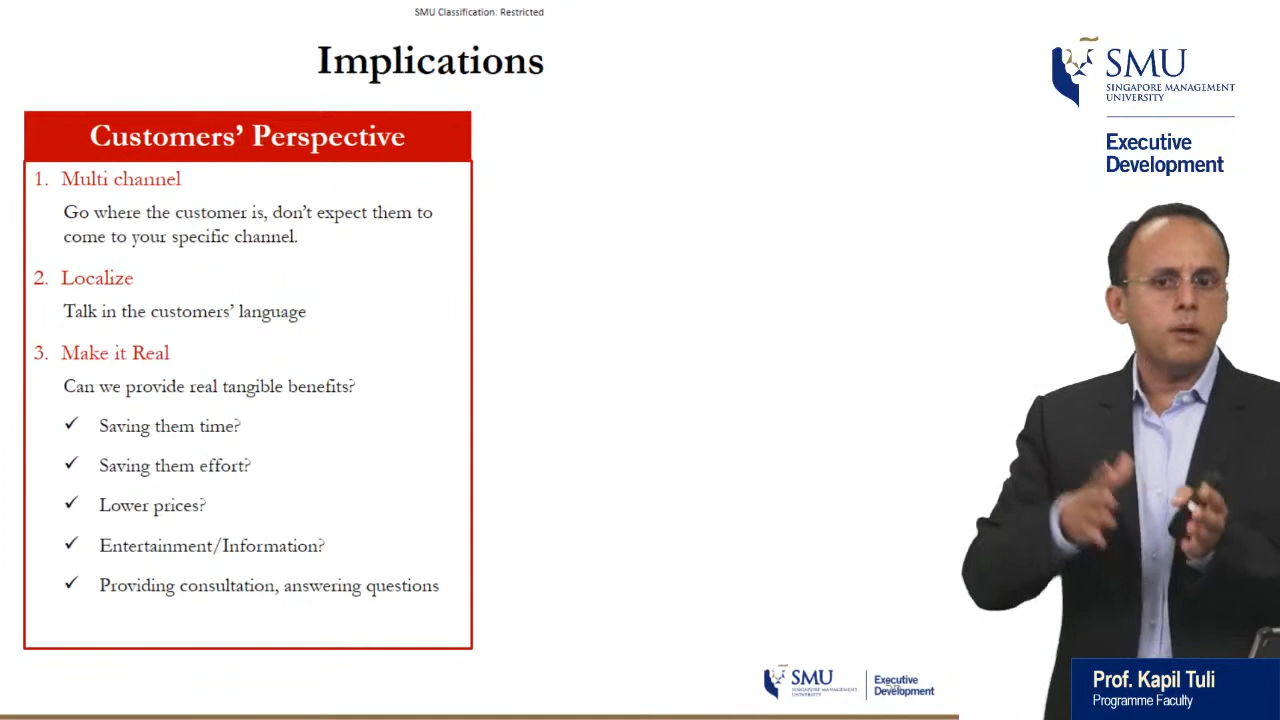 SMU Classification: Restricted
Implications
SMU
SINGAPORE MANAGEMENT
UNIVERSITY
Executive
Development
Customers’ Perspective
1. Multi channel
Go where the customer is, don’t expect them to
come to your specific channel.
2. Localize
Talk in the customers’ language
3. Make it Real
Can we provide real tangible benefits?
✓ Saving them time?
✓ Saving them effort?
✓ Lower prices?
✓ Entertainment/Information?
✓ Providing consultation, answering questions
SMU
SINGAPORE MANAGEMENT
UNIVERSITY
Executive
Development
Prof. Kapil Tuli
Programme Faculty